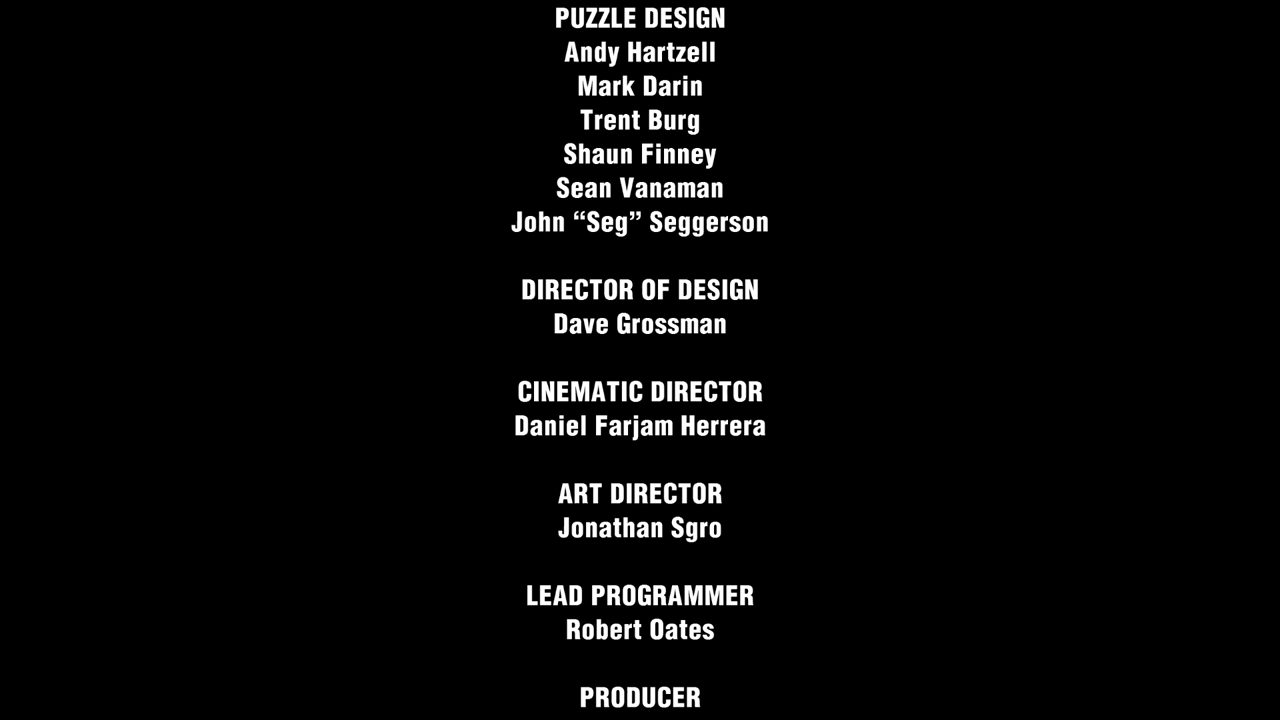 PUZZLE DESIGN
Andy Hartzell
Mark Darin
Trent Burg
Shaun Finney
Sean Vanaman
John “Seg” Seggerson
DIRECTOR OF DESIGN
Dave Grossman
CINEMATIC DIRECTOR
Daniel Farjam Herrera
ART DIRECTOR
Jonathan Sgro
LEAD PROGRAMMER
Robert Oates
PRODUCER